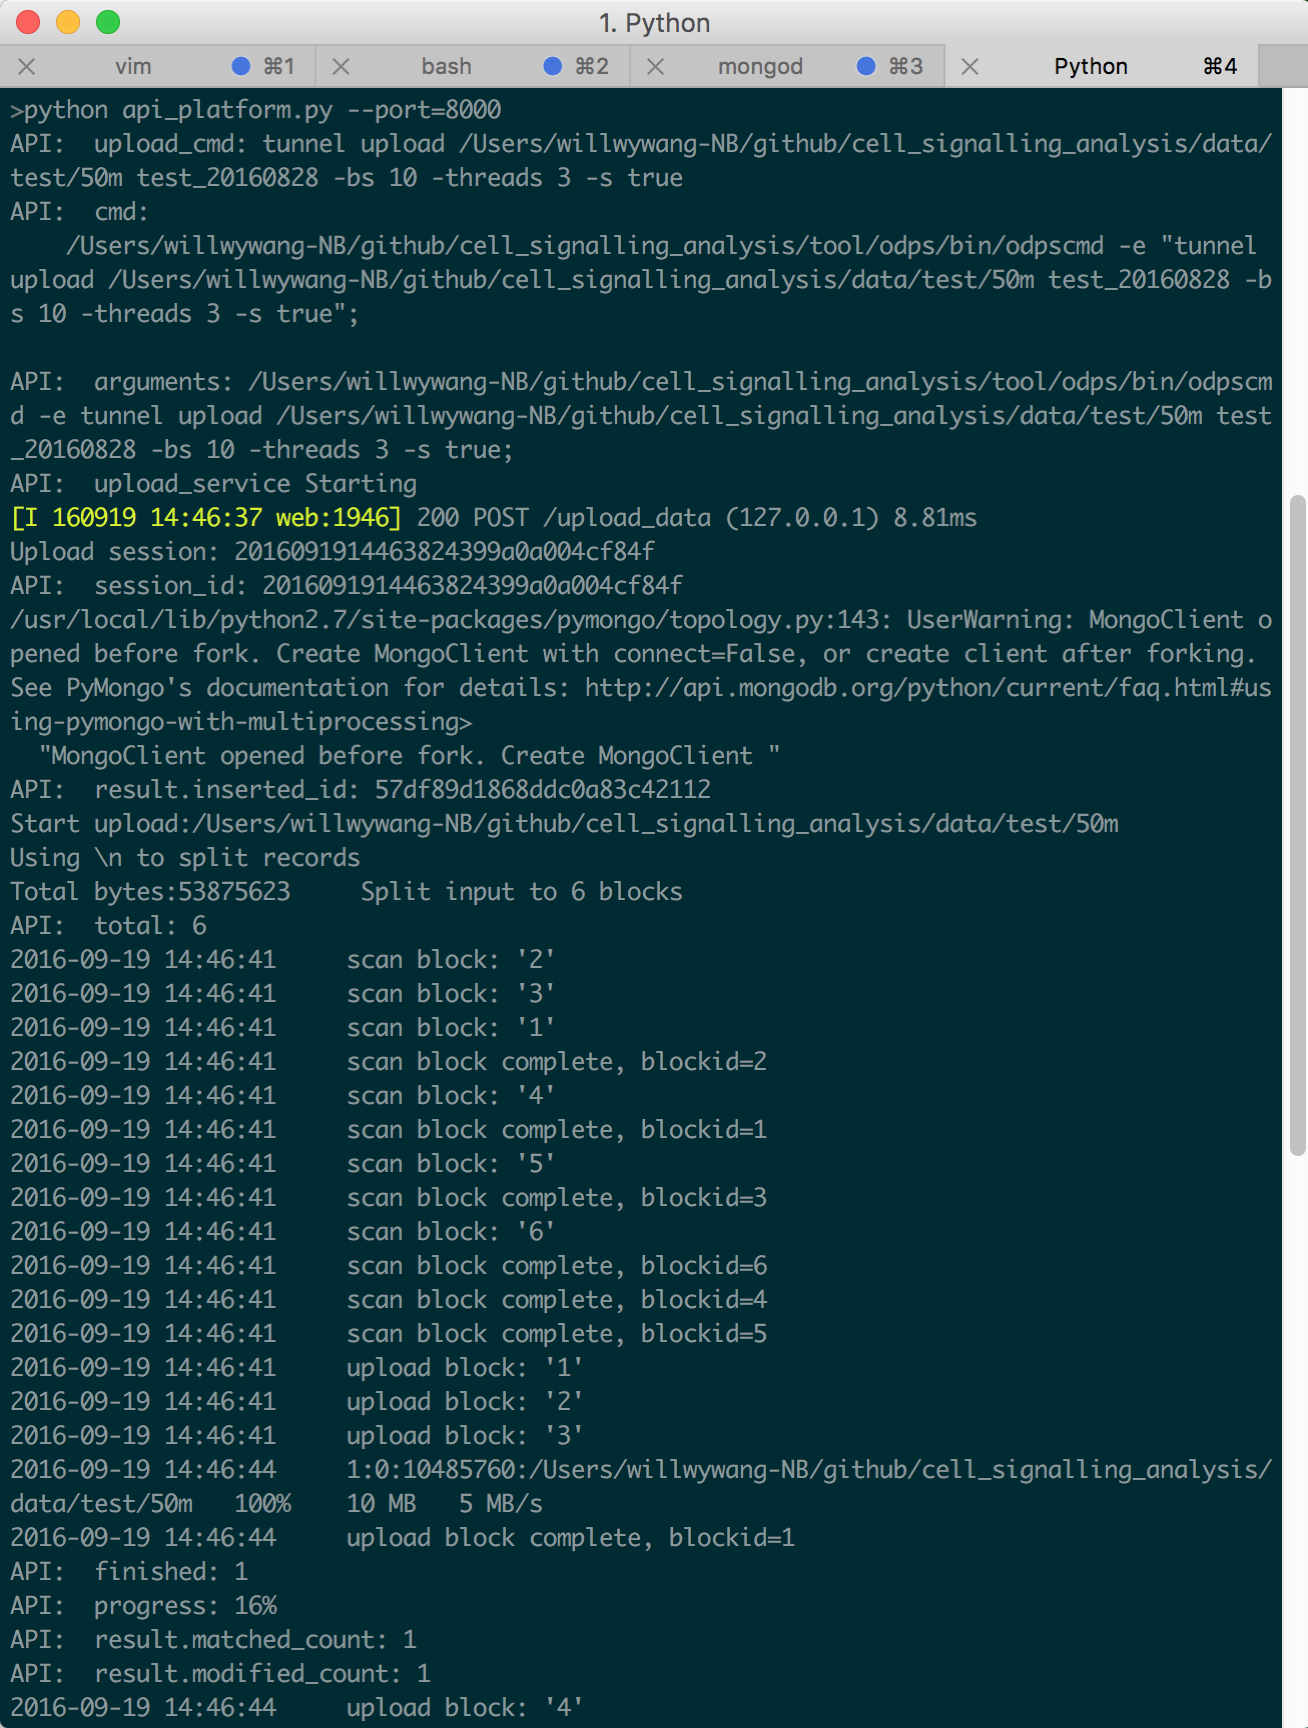 1. Python
vim ⌘1 bash ⌘2 mongod ⌘3 Python ⌘4
>python api_platform.py --port=8000
API:  upload_cmd: tunnel upload /Users/willwywang-NB/github/cell_signalling_analysis/data/
test/50m test_20160828 -bs 10 -threads 3 -s true
API:  cmd:
    /Users/willwywang-NB/github/cell_signalling_analysis/tool/odps/bin/odpscmd -e "tunnel
upload /Users/willwywang-NB/github/cell_signalling_analysis/data/test/50m test_20160828 -b
s 10 -threads 3 -s true";
API:  arguments: /Users/willwywang-NB/github/cell_signalling_analysis/tool/odps/bin/odpscm
d -e tunnel upload /Users/willwywang-NB/github/cell_signalling_analysis/data/test/50m test
_20160828 -bs 10 -threads 3 -s true;
API:  upload_service Starting
[I 160919 14:46:37 web:1946] 200 POST /upload_data (127.0.0.1) 8.81ms
Upload session: 2016091914463824399a0a004cf84f
API:  session_id: 2016091914463824399a0a004cf84f
/usr/local/lib/python2.7/site-packages/pymongo/topology.py:143: UserWarning: MongoClient o
pened before fork. Create MongoClient with connect=False, or create client after forking.
See PyMongo's documentation for details: http://api.mongodb.org/python/current/faq.html#us
ing-pymongo-with-multiprocessing>
  "MongoClient opened before fork. Create MongoClient "
API:  result.inserted_id: 57df89d1868ddc0a83c42112
Start upload:/Users/willwywang-NB/github/cell_signalling_analysis/data/test/50m
Using \n to split records
Total bytes:53875623     Split input to 6 blocks
API:  total: 6
2016-09-19 14:46:41     scan block: '2'
2016-09-19 14:46:41     scan block: '3'
2016-09-19 14:46:41     scan block: '1'
2016-09-19 14:46:41     scan block complete, blockid=2
2016-09-19 14:46:41     scan block: '4'
2016-09-19 14:46:41     scan block complete, blockid=1
2016-09-19 14:46:41     scan block: '5'
2016-09-19 14:46:41     scan block complete, blockid=3
2016-09-19 14:46:41     scan block: '6'
2016-09-19 14:46:41     scan block complete, blockid=6
2016-09-19 14:46:41     scan block complete, blockid=4
2016-09-19 14:46:41     scan block complete, blockid=5
2016-09-19 14:46:41     upload block: '1'
2016-09-19 14:46:41     upload block: '2'
2016-09-19 14:46:41     upload block: '3'
2016-09-19 14:46:44     1:0:10485760:/Users/willwywang-NB/github/cell_signalling_analysis/
data/test/50m   100%    10 MB   5 MB/s
2016-09-19 14:46:44     upload block complete, blockid=1
API:  finished: 1
API:  progress: 16%
API:  result.matched_count: 1
API:  result.modified_count: 1
2016-09-19 14:46:44     upload block: '4'